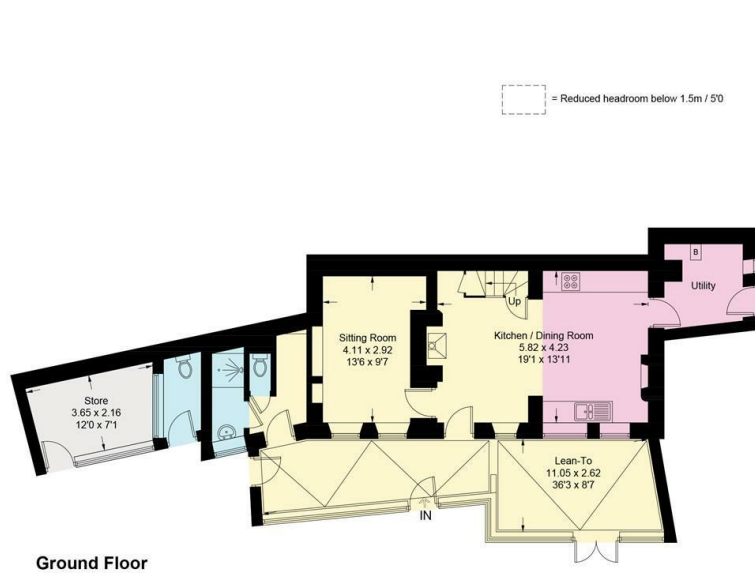 = Reduced headroom below 1.5m / 5'0
B
Utility
Up
Sitting Room
4.11 x 2.92
13'6 x 9'7
Kitchen / Dining Room
5.82 x 4.23
19'1 x 13'11
Store
3.65 x 2.16
12'0 x 7'1
Lean-To
11.05 x 2.62
36'3 x 8'7
IN
Ground Floor